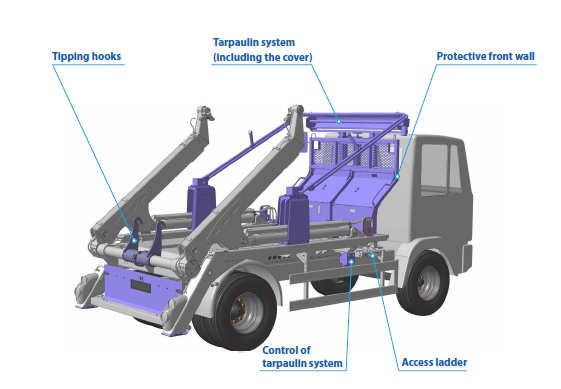 Tarpaulin system
Tipping hooks
(including the cover)
Protective front wall
Control of
tarpaulin system
Access ladder